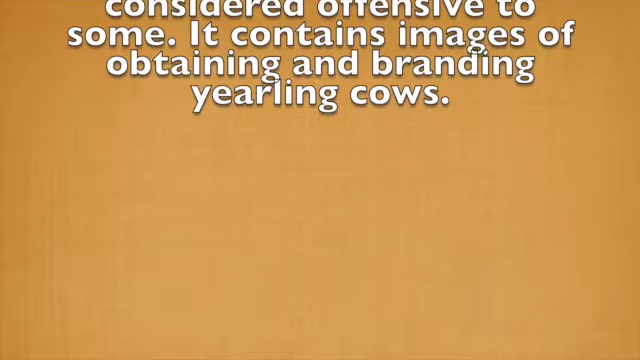 considered offensive to
some. It contains images of
obtaining and branding
yearling cows.